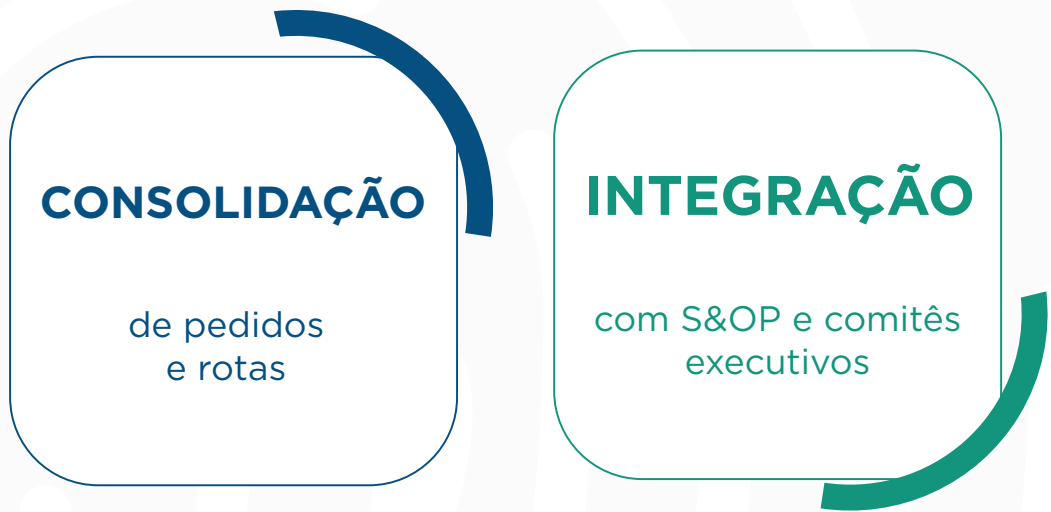 CONSOLIDAÇÃO
de pedidos
e rotas
INTEGRAÇÃO
com S&OP e comitês
executivos